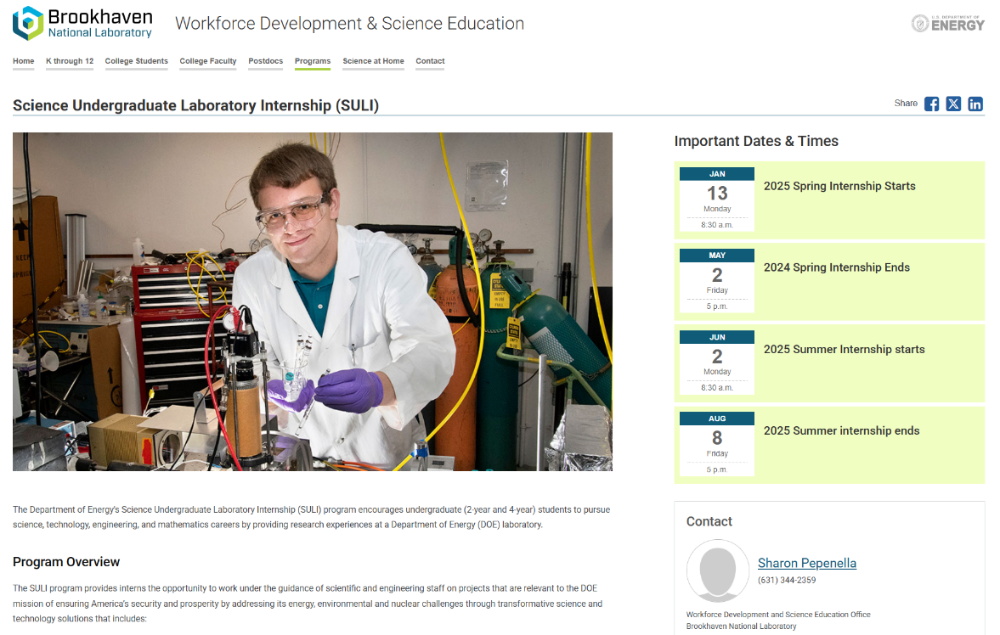 Brookhaven
National Laboratory
Workforce Development & Science Education
U.S. DEPARTMENT OF
ENERGY
Home K through 12 College Students College Faculty Postdocs Programs Science at Home Contact
Science Undergraduate Laboratory Internship (SULI)
Share
Important Dates & Times
JAN
13
Monday
8:30 a.m.
2025 Spring Internship Starts
MAY
2
Friday
5 p.m.
2024 Spring Internship Ends
JUN
2
Monday
8:30 a.m.
2025 Summer Internship starts
AUG
8
Friday
5 p.m.
2025 Summer internship ends
The Department of Energy's Science Undergraduate Laboratory Internship (SULI) program encourages undergraduate (2-year and 4-year) students to pursue
science, technology, engineering, and mathematics careers by providing research experiences at a Department of Energy (DOE) laboratory.
Program Overview
The SULI program provides interns the opportunity to work under the guidance of scientific and engineering staff on projects that are relevant to the DOE
mission of ensuring America's security and prosperity by addressing its energy, environmental and nuclear challenges through transformative science and
technology solutions that includes:
Contact
Sharon Pepenella
(631) 344-2359
Workforce Development and Science Education Office
Brookhaven National Laboratory